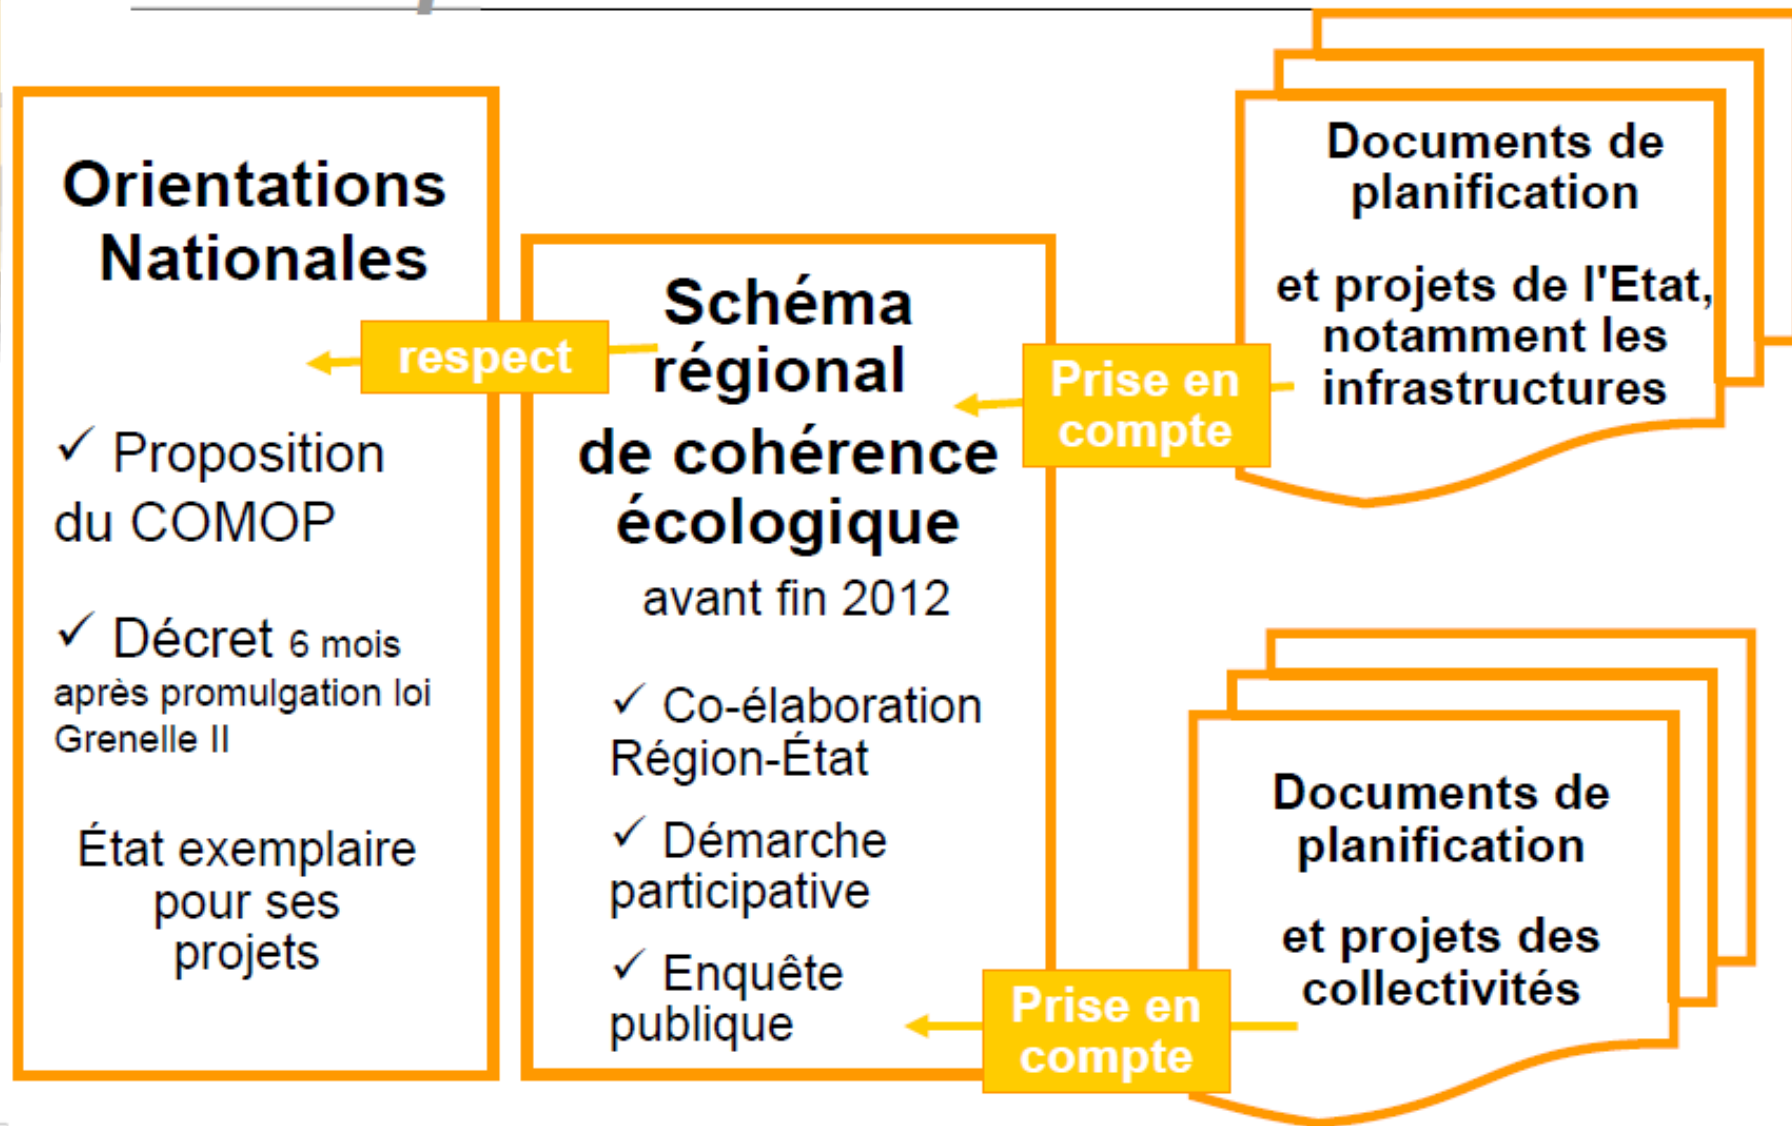 Orientations
Nationales
respect
✓ Proposition
du COMOP
✓ Décret 6 mois
après promulgation loi
Grenelle II
État exemplaire
pour ses
projets
Schéma
régional
de cohérence
écologique
avant fin 2012
✓ Co-élaboration
Région-État
✓ Démarche
participative
✓ Enquête
publique
Prise en
compte
Documents de
planification
et projets de l'Etat,
notamment les
infrastructures
Prise en
compte
Documents de
planification
et projets des
collectivités